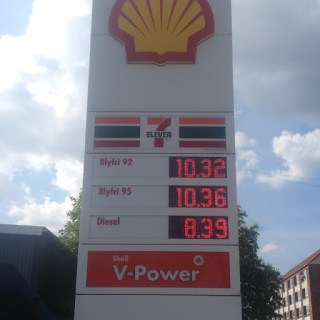 7
ELEVEN
Blyfri 92 10.32
Blyfri 95 10.36
Diesel 8.39
Shell
V-Power